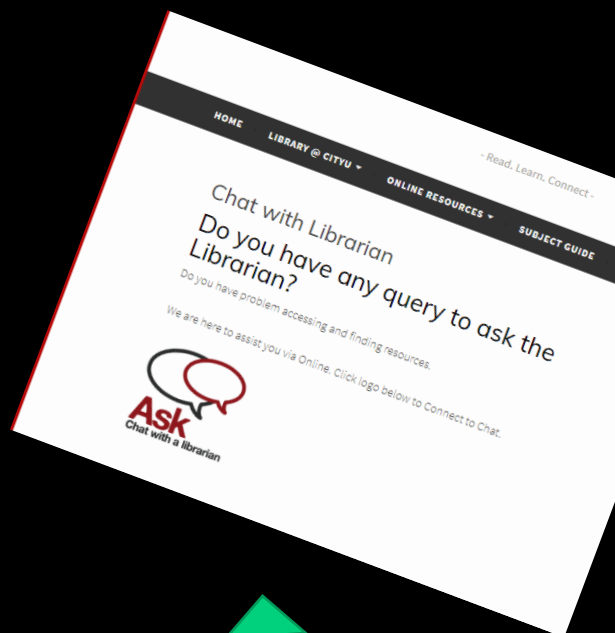 - Read, Learn, Connect -
HOME LIBRARY @ CITYU ONLINE RESOURCES SUBJECT GUIDE
Chat with Librarian
Do you have any query to ask the
Librarian?
Do you have problem accessing and finding resources.
We are here to assist you via Online. Click logo below to Connect to Chat.
Ask
Chat with a librarian